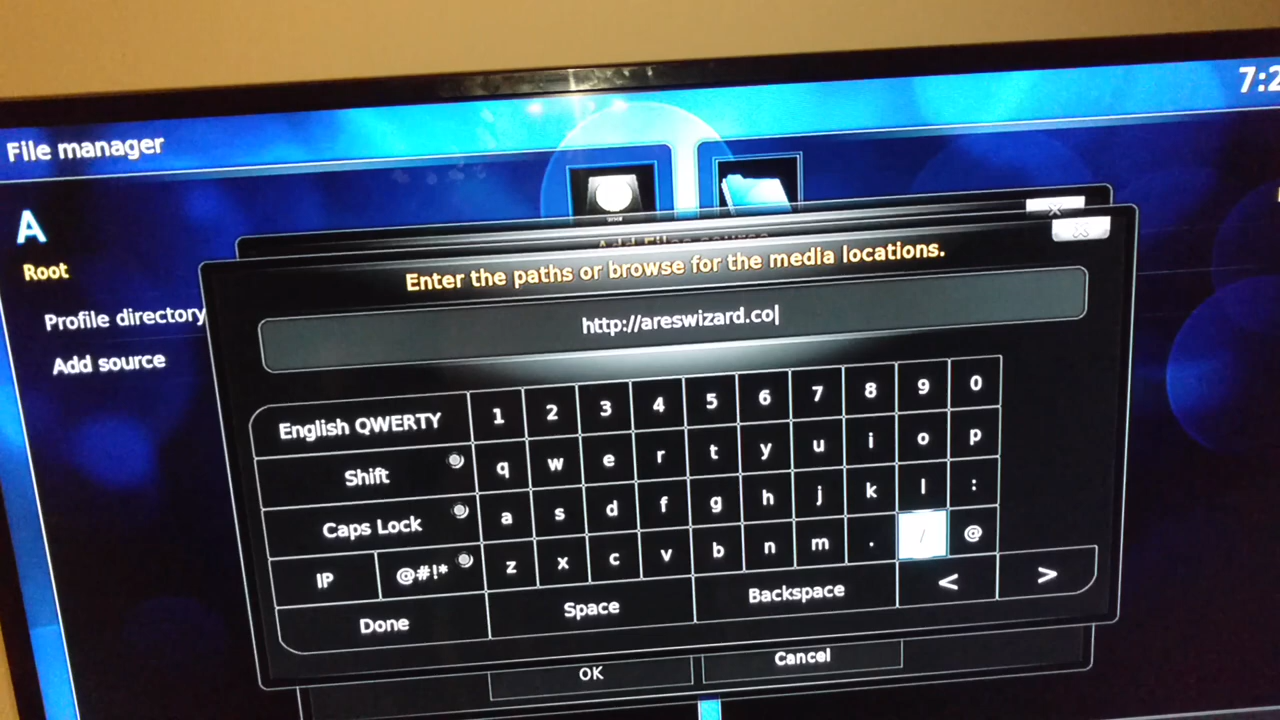 7:2
File manager
A
Root
Profile directory
Add source
Enter the paths or browse for the media locations.
http://areswizard.co
English QWERTY 1 2 3 4 5 6 7 8 9 0
Shift q w e r t y u i o p
Caps Lock a s d f g h j k l :
IP @#!* z x c v b n m . / @
Done Space Backspace < >
OK Cancel